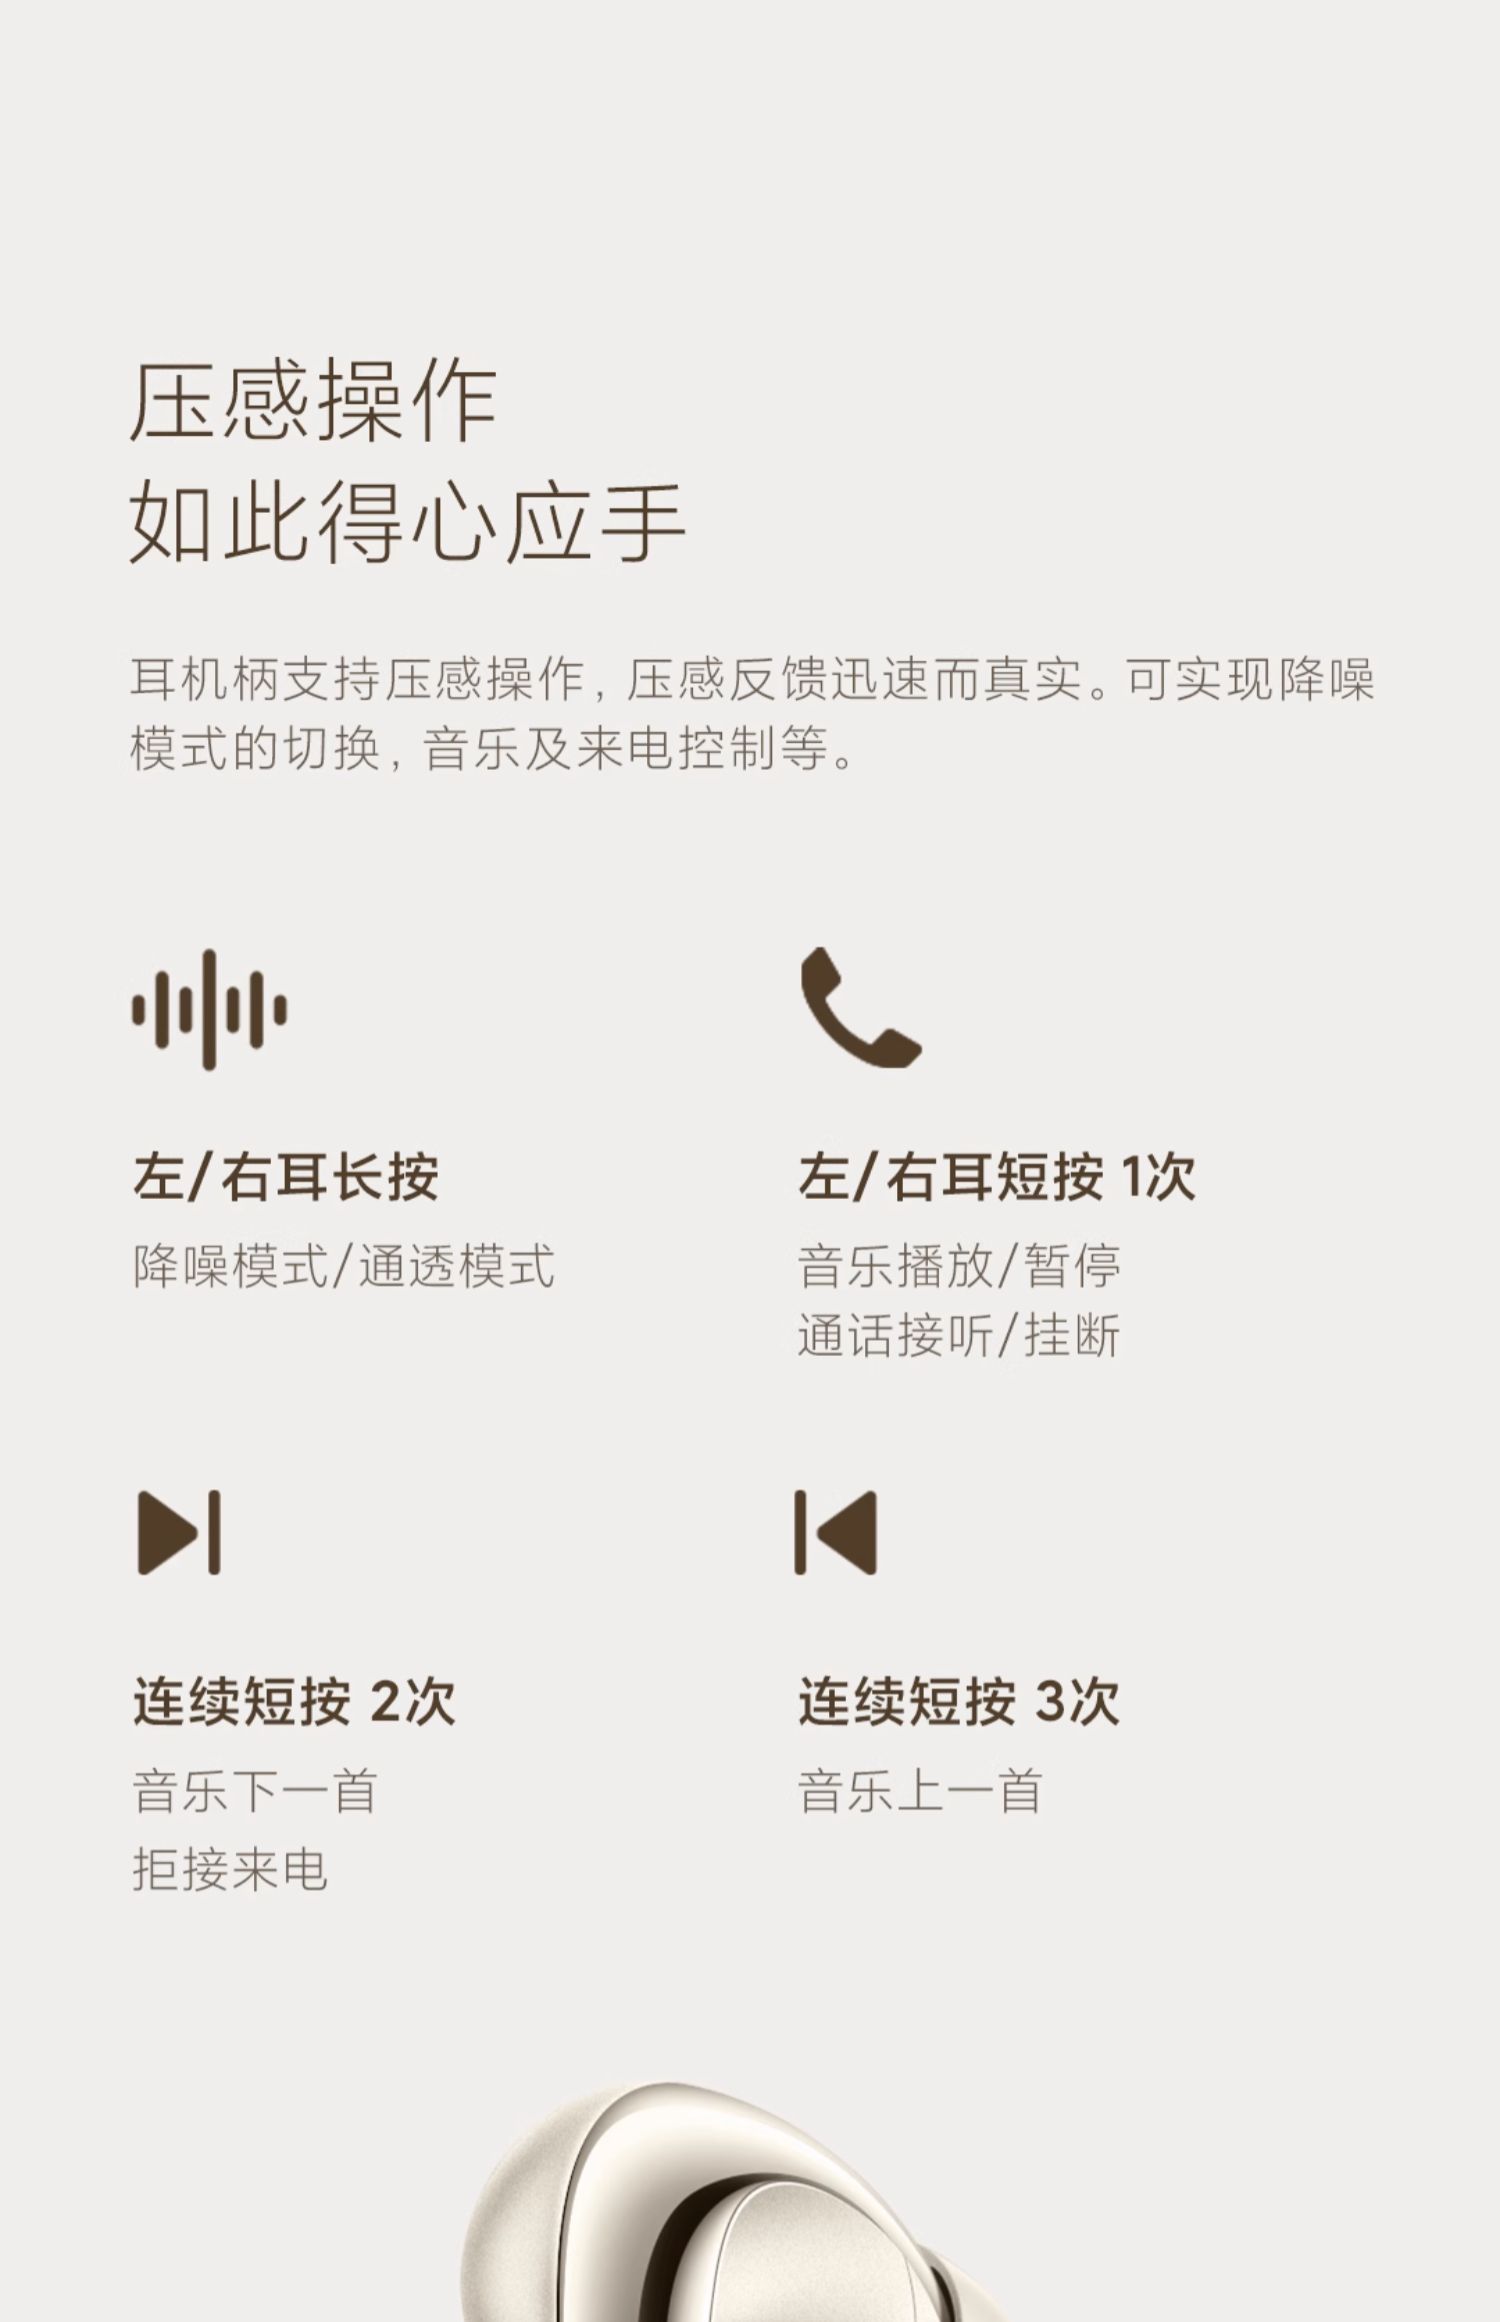 压感操作
如此得心应手
耳机柄支持压感操作，压感反馈迅速而真实。可实现降噪
模式的切换，音乐及来电控制等。
左/右耳长按
降噪模式/通透模式
左/右耳短按 1次
音乐播放/暂停
通话接听/挂断
连续短按 2次
音乐下一首
拒接来电
连续短按 3次
音乐上一首